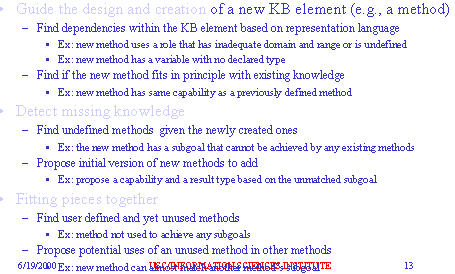 • Guide the design and creation of a new KB element (e.g., a method)
– Find dependencies within the KB element based on representation language
• Ex: new method uses a role that has inadequate domain and range or is undefined
• Ex: new method has a variable with no declared type
– Find if the new method fits in principle with existing knowledge
• Ex: new method has same capability as a previously defined method
• Detect missing knowledge
– Find undefined methods given the newly created ones
• Ex: the new method has a subgoal that cannot be achieved by any existing methods
– Propose initial version of new methods to add
• Ex: propose a capability and a result type based on the unmatched subgoal
• Fitting pieces together
– Find user defined and yet unused methods
• Ex: method not used to achieve any subgoals
– Propose potential uses of an unused method in other methods
• Ex: new method can almost match another method's subgoal
6/19/2000 USC/INFORMATION SCIENCES INSTITUTE 13